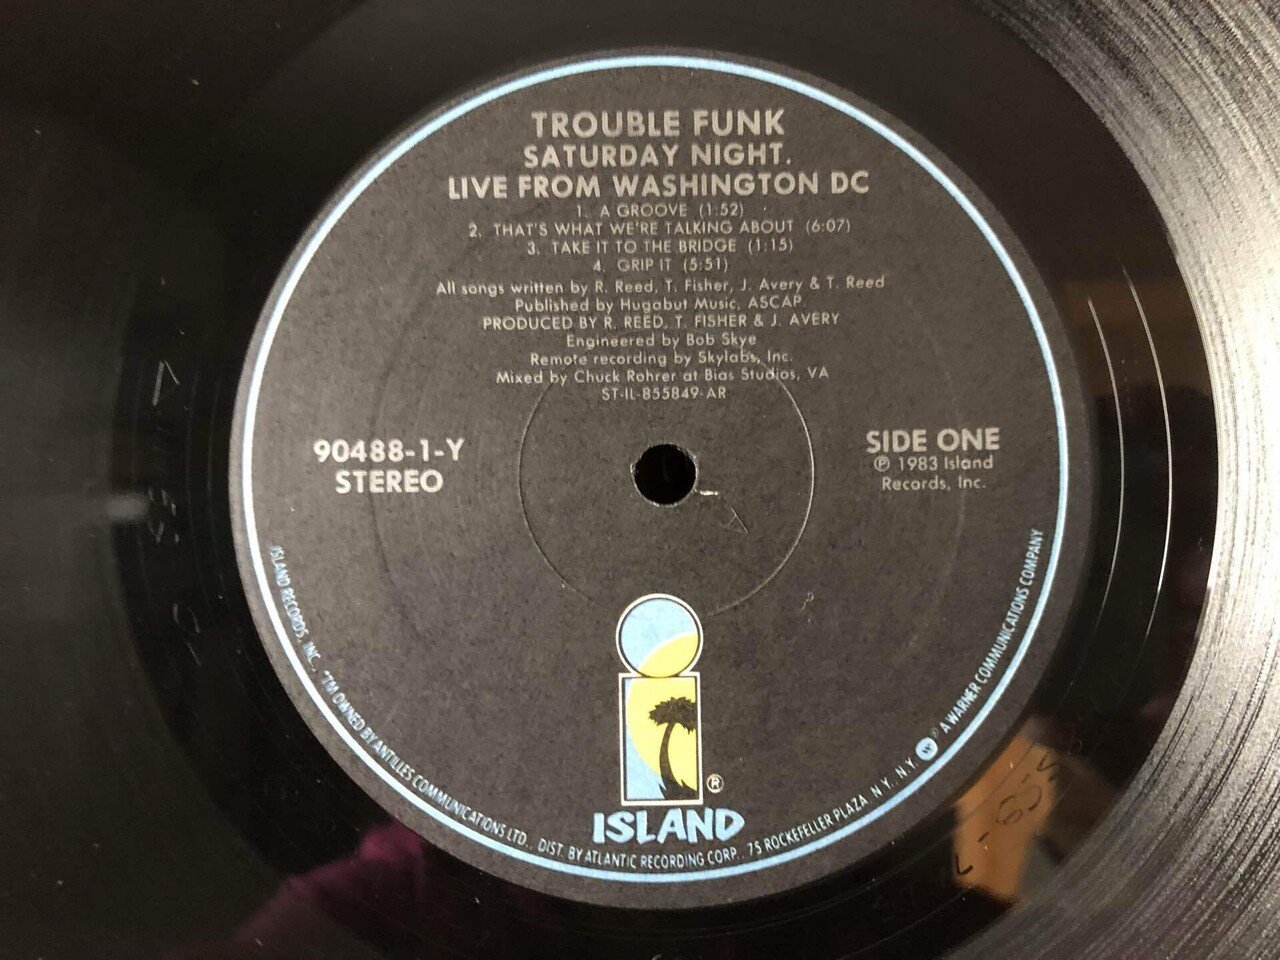 TROUBLE FUNK
SATURDAY NIGHT.
LIVE FROM WASHINGTON DC
1. A GROOVE (1:52)
2. THAT'S WHAT WE'RE TALKING ABOUT (6:07)
3. TAKE IT TO THE BRIDGE (1:15)
4. GRIP IT (5:51)
All songs written by R. Reed, T. Fisher, J. Avery & T. Reed
Published by Hugabut Music, ASCAP.
PRODUCED BY R. REED, T. FISHER & J. AVERY
Engineered by Bob Skye
Remote recording by Skylabs, Inc.
Mixed by Chuck Rohrer at Bias Studios, VA
ST-IL-855849-AR
90488-1-Y
STEREO
SIDE ONE
℗ 1983 Island
Records, Inc.
®
ISLAND
ISLAND RECORDS, INC. "TM OWNED BY ANTILLES COMMUNICATIONS LTD., DIST. BY ATLANTIC RECORDING CORP., 75 ROCKEFELLER PLAZA, N.Y., N.Y. A WARNER COMMUNICATIONS COMPANY